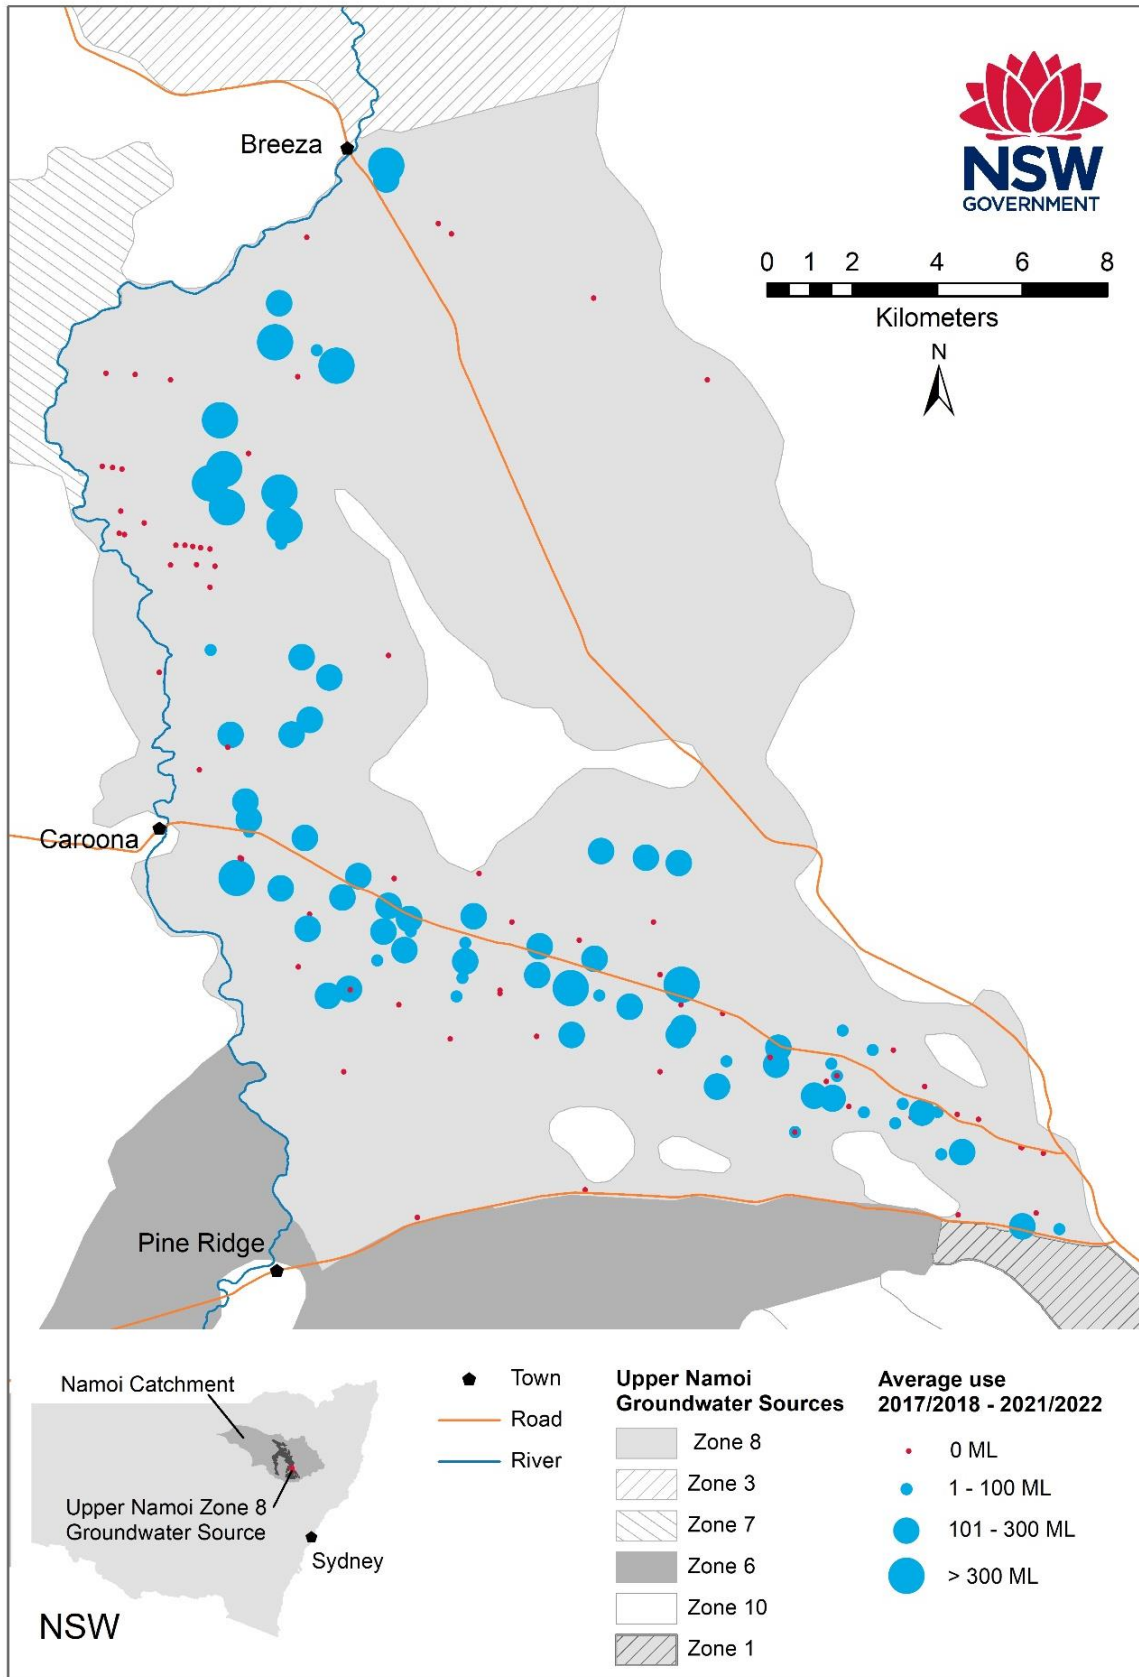 NSW
GOVERNMENT
Breeza
0 1 2 4 6 8
Kilometers
N
Caroona
Pine Ridge
Namoi Catchment
Upper Namoi Zone 8
Groundwater Source
Sydney
NSW
Town
Road
River
Upper Namoi
Groundwater Sources
Zone 8
Zone 3
Zone 7
Zone 6
Zone 10
Zone 1
Average use
2017/2018 - 2021/2022
0 ML
1 - 100 ML
101 - 300 ML
> 300 ML